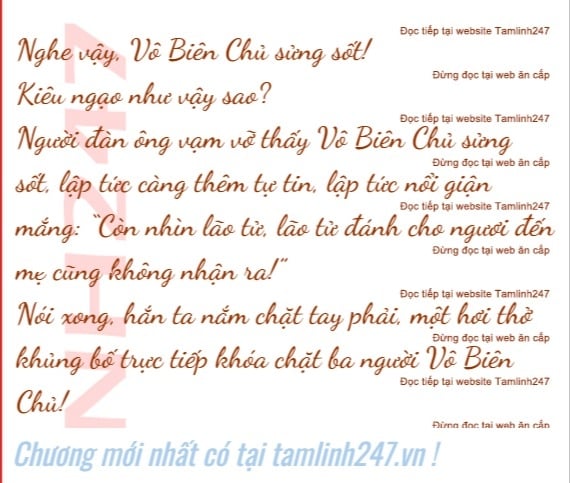 Đọc tiếp tại website Tamlinh247
Nghe vậy, Vô Biên Chủ sừng sốt!
Đừng đọc tại web ăn cắp
Kiêu ngạo như vậy sao?
Đọc tiếp tại website Tamlinh247
Người đàn ông vạm vỡ thấy Vô Biên Chủ sừng
Đừng đọc tại web ăn cắp
sốt, lập tức càng thêm tự tin, lập tức nổi giận
Đọc tiếp tại website Tamlinh247
mắng: “Còn nhìn lão tử, lão tử đánh cho ngươi đến
Đừng đọc tại web ăn cắp
mẹ cũng không nhận ra!”
Đọc tiếp tại website Tamlinh247
Nói xong, hắn ta nắm chặt tay phải, một hơi thở
Đừng đọc tại web ăn cắp
khủng bố trực tiếp khóa chặt ba người Vô Biên
Đọc tiếp tại website Tamlinh247
Chủ!
Đừng đọc tại web ăn cắp
NH247
Chương mới nhất có tại tamlinh247.vn !